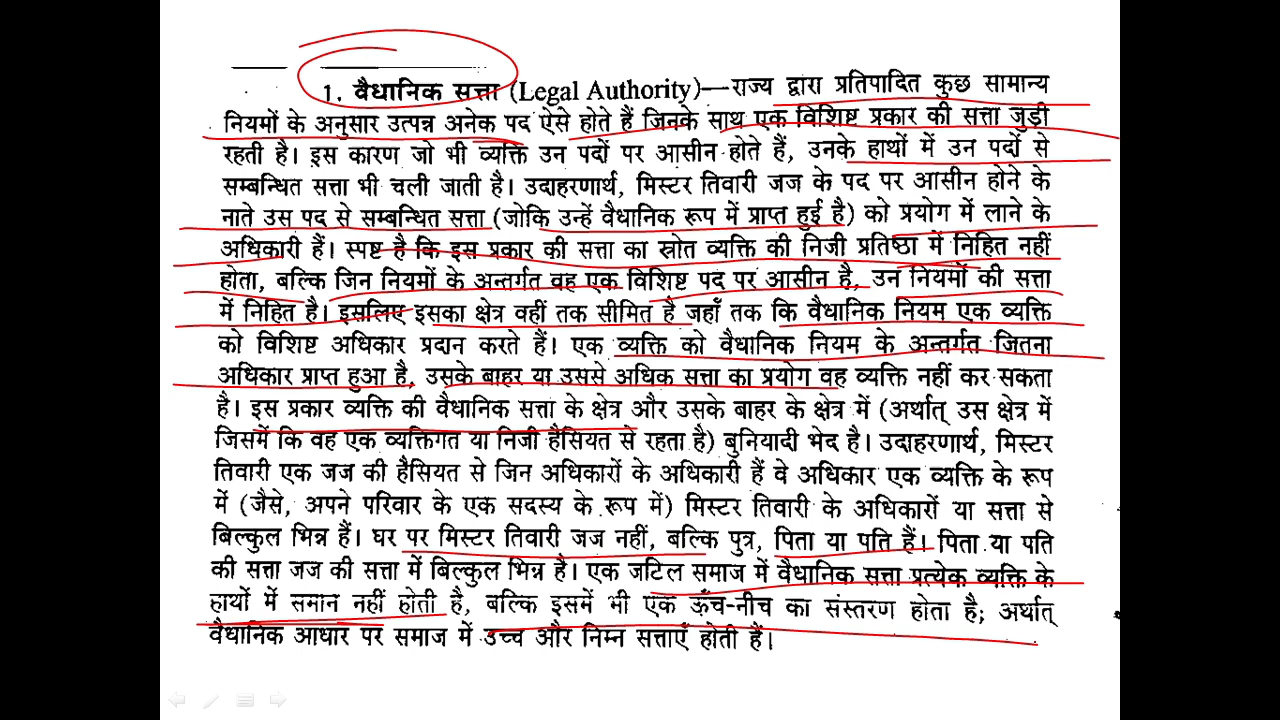 1. वैधानिक सत्ता (Legal Authority)—राज्य द्वारा प्रतिपादित कुछ सामान्य
नियमों के अनुसार उत्पन्न अनेक पद ऐसे होते हैं जिनके साथ एक विशिष्ट प्रकार की सत्ता जुड़ी
रहती है। इस कारण जो भी व्यक्ति उन पदों पर आसीन होते हैं, उनके हाथों में उन पदों से
सम्बन्धित सत्ता भी चली जाती है। उदाहरणार्थ, मिस्टर तिवारी जज के पद पर आसीन होने के
नाते उस पद से सम्बन्धित सत्ता (जोकि उन्हें वैधानिक रूप में प्राप्त हुई है) को प्रयोग में लाने के
अधिकारी हैं। स्पष्ट है कि इस प्रकार की सत्ता का स्रोत व्यक्ति की निजी प्रतिष्ठा में निहित नहीं
होता, बल्कि जिन नियमों के अन्तर्गत वह एक विशिष्ट पद पर आसीन है, उन नियमों की सत्ता
में निहित है। इसलिए इसका क्षेत्र वहीं तक सीमित है जहाँ तक कि वैधानिक नियम एक व्यक्ति
को विशिष्ट अधिकार प्रदान करते हैं। एक व्यक्ति को वैधानिक नियम के अन्तर्गत जितना
अधिकार प्राप्त हुआ है, उसके बाहर या उससे अधिक सत्ता का प्रयोग वह व्यक्ति नहीं कर सकता
है। इस प्रकार व्यक्ति की वैधानिक सत्ता के क्षेत्र और उसके बाहर के क्षेत्र में (अर्थात् उस क्षेत्र में
जिसमें कि वह एक व्यक्तिगत या निजी हैसियत से रहता है) बुनियादी भेद है। उदाहरणार्थ, मिस्टर
तिवारी एक जज की हैसियत से जिन अधिकारों के अधिकारी हैं वे अधिकार एक व्यक्ति के रूप
में (जैसे, अपने परिवार के एक सदस्य के रूप में) मिस्टर तिवारी के अधिकारों या सत्ता से
बिल्कुल भिन्न हैं। घर पर मिस्टर तिवारी जज नहीं, बल्कि पुत्र, पिता या पति हैं। पिता या पति
की सत्ता जज की सत्ता में बिल्कुल भिन्न है। एक जटिल समाज में वैधानिक सत्ता प्रत्येक व्यक्ति के
हाथों में समान नहीं होती है, बल्कि इसमें भी एक ऊँच-नीच का संस्तरण होता है; अर्थात्
वैधानिक आधार पर समाज में उच्च और निम्न सत्ताएँ होती हैं।